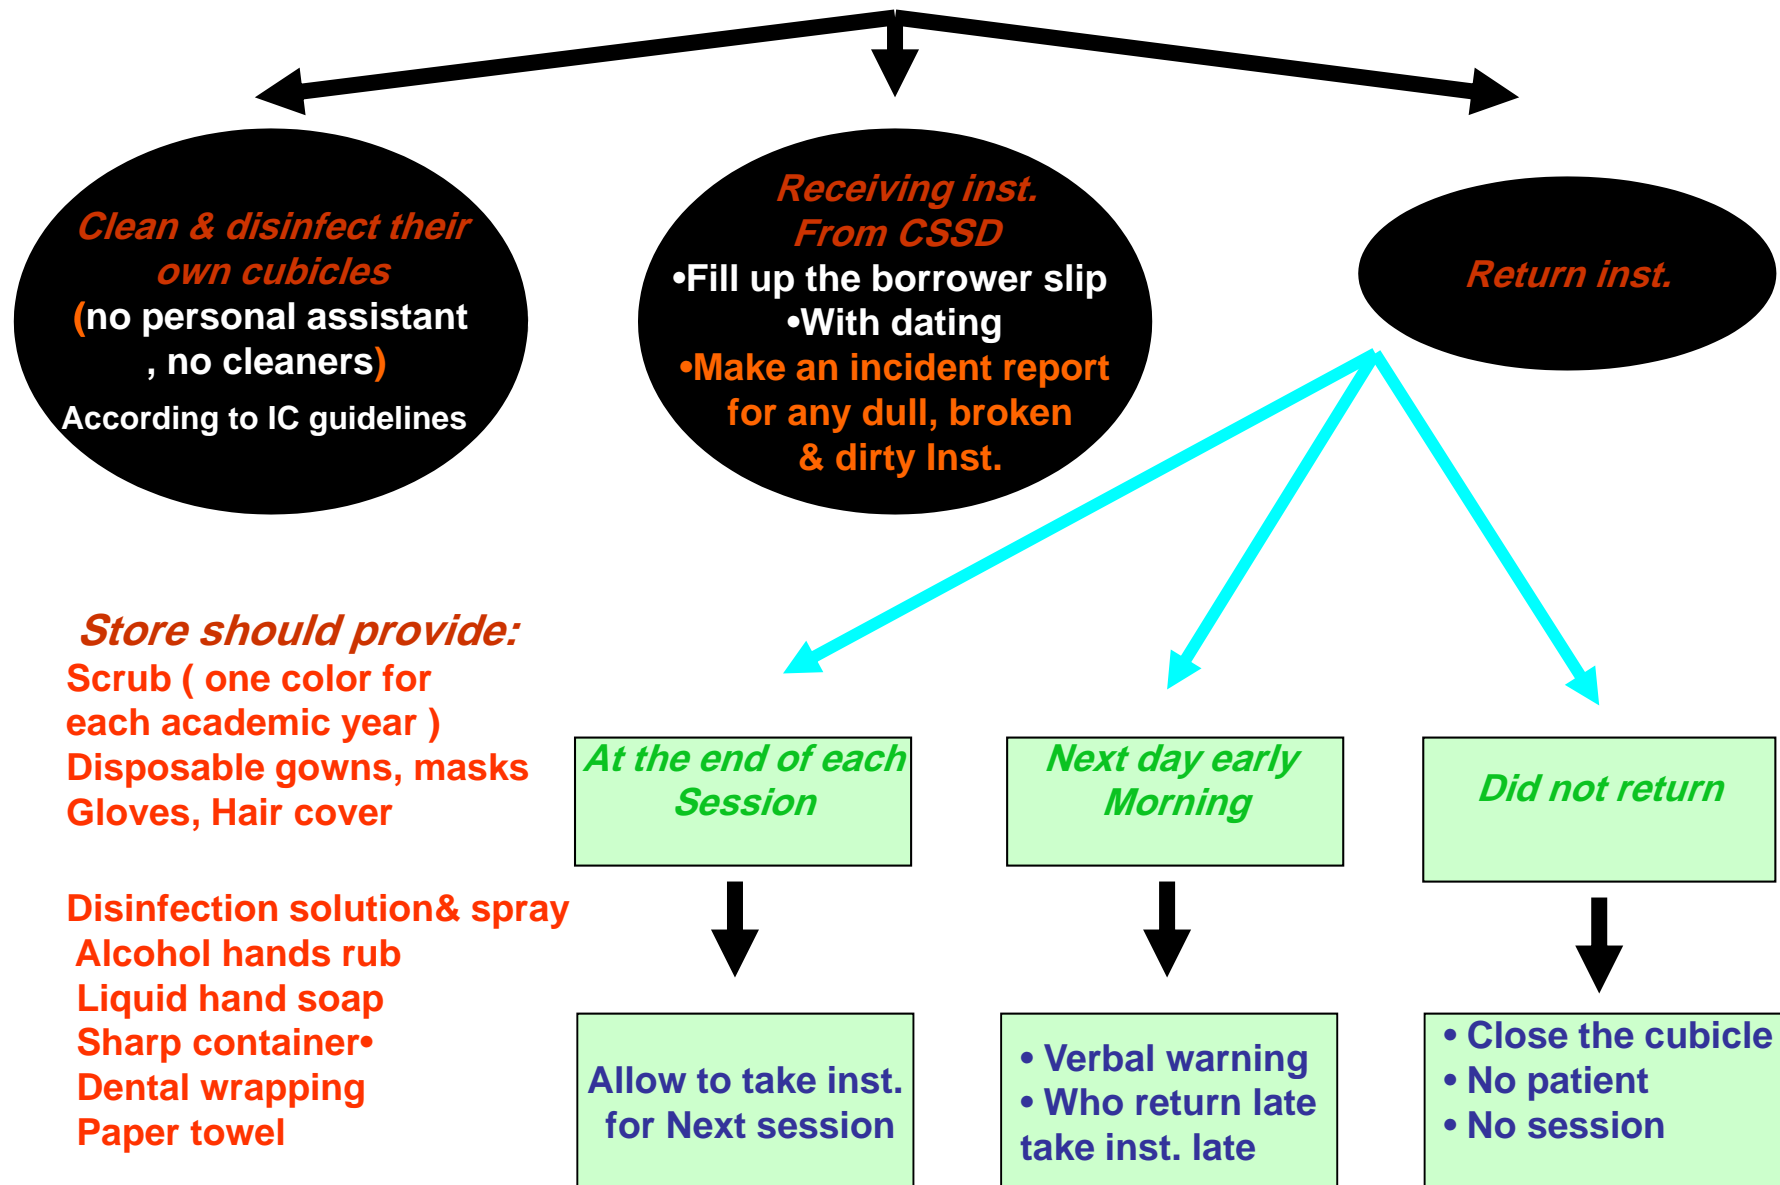 Clean & disinfect their
own cubicles
(no personal assistant
, no cleaners)
According to IC guidelines
Receiving inst.
From CSSD
•Fill up the borrower slip
•With dating
•Make an incident report
for any dull, broken
& dirty Inst.
Return inst.
Store should provide:
Scrub ( one color for
each academic year )
Disposable gowns, masks
Gloves, Hair cover
Disinfection solution& spray
Alcohol hands rub
Liquid hand soap
Sharp container•
Dental wrapping
Paper towel
At the end of each
Session
Next day early
Morning
Did not return
Allow to take inst.
for Next session
• Verbal warning
• Who return late
take inst. late
• Close the cubicle
• No patient
• No session